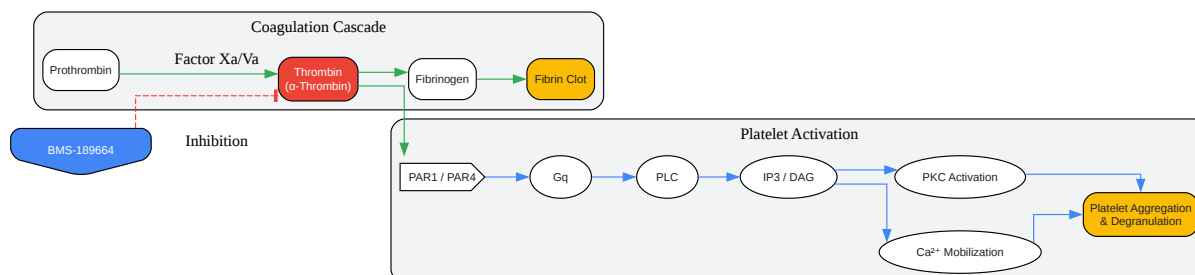 Coagulation Cascade
Prothrombin
Factor Xa/Va
Thrombin
(α-Thrombin)
Fibrinogen
Fibrin Clot
BMS-189664
Inhibition
Platelet Activation
PAR1 / PAR4
Gq
PLC
IP3 / DAG
PKC Activation
Platelet Aggregation
& Degranulation
Ca²⁺ Mobilization